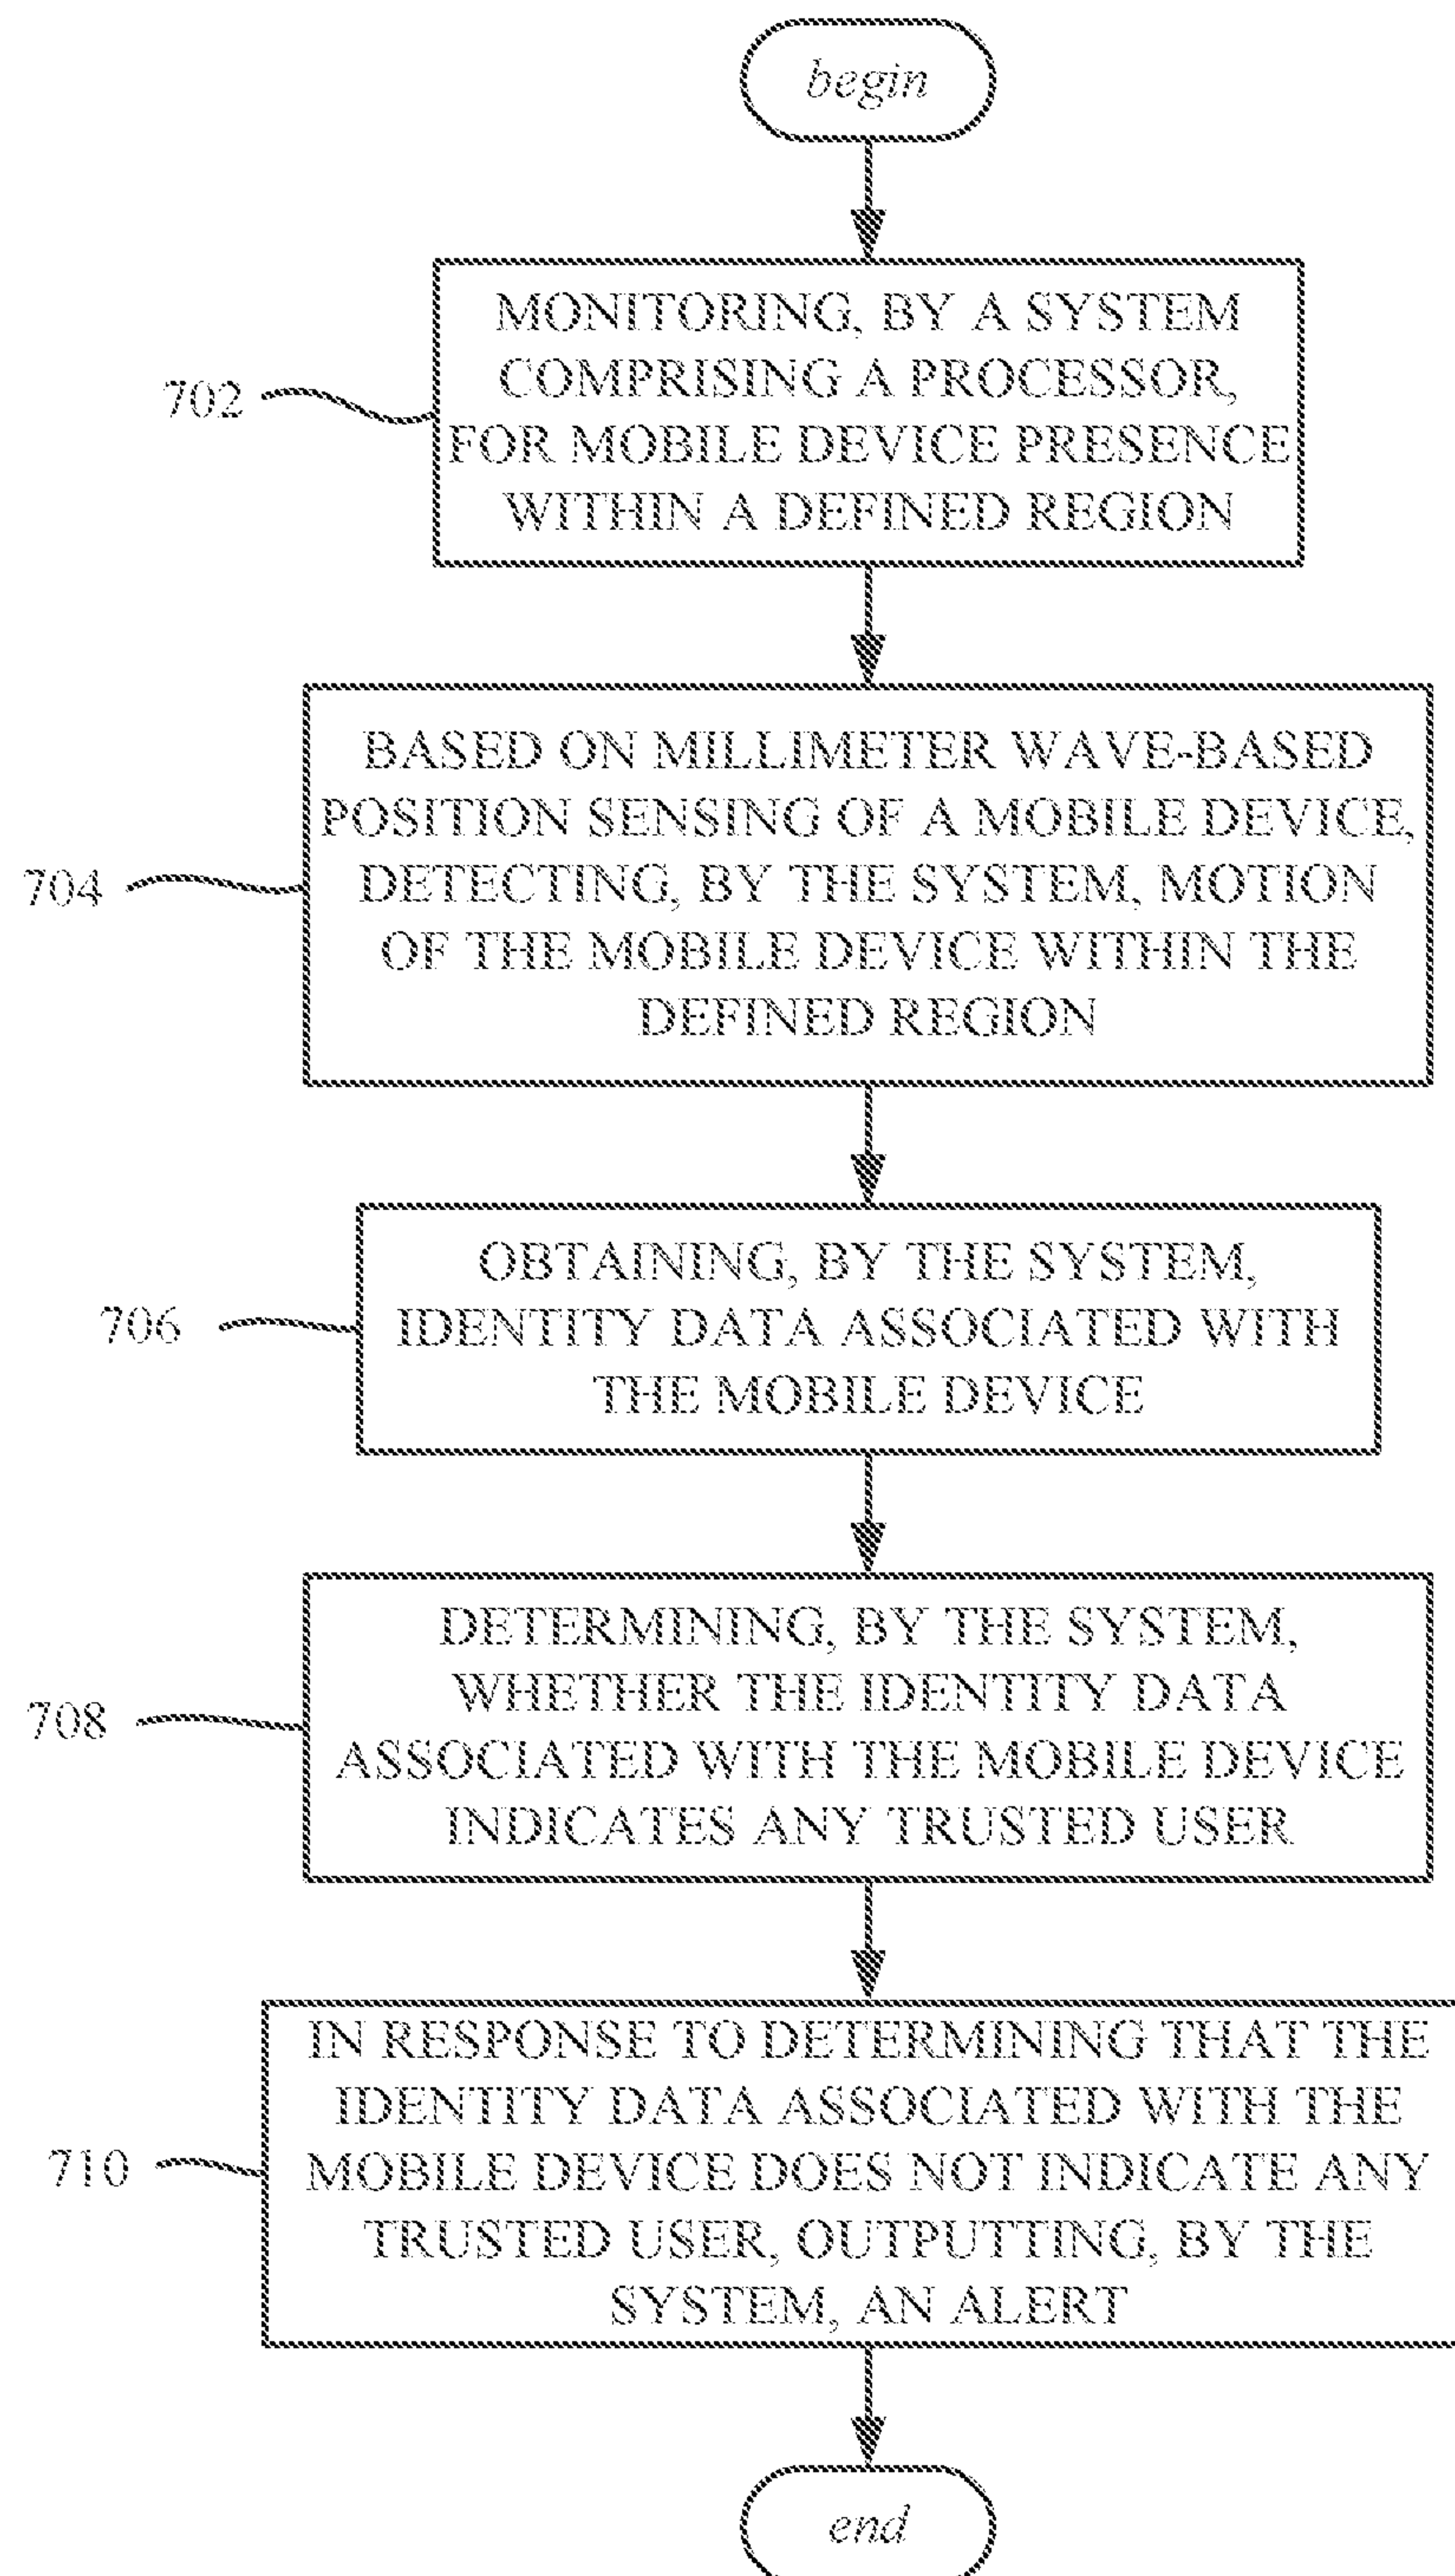 begin
702
MONITORING, BY A SYSTEM
COMPRISING A PROCESSOR,
FOR MOBILE DEVICE PRESENCE
WITHIN A DEFINED REGION
704
BASED ON MILLIMETER WAVE-BASED
POSITION SENSING OF A MOBILE DEVICE,
DETECTING, BY THE SYSTEM, MOTION
OF THE MOBILE DEVICE WITHIN THE
DEFINED REGION
706
OBTAINING, BY THE SYSTEM,
IDENTITY DATA ASSOCIATED WITH
THE MOBILE DEVICE
708
DETERMINING, BY THE SYSTEM,
WHETHER THE IDENTITY DATA
ASSOCIATED WITH THE MOBILE DEVICE
INDICATES ANY TRUSTED USER
710
IN RESPONSE TO DETERMINING THAT THE
IDENTITY DATA ASSOCIATED WITH THE
MOBILE DEVICE DOES NOT INDICATE ANY
TRUSTED USER, OUTPUTTING, BY THE
SYSTEM, AN ALERT
end